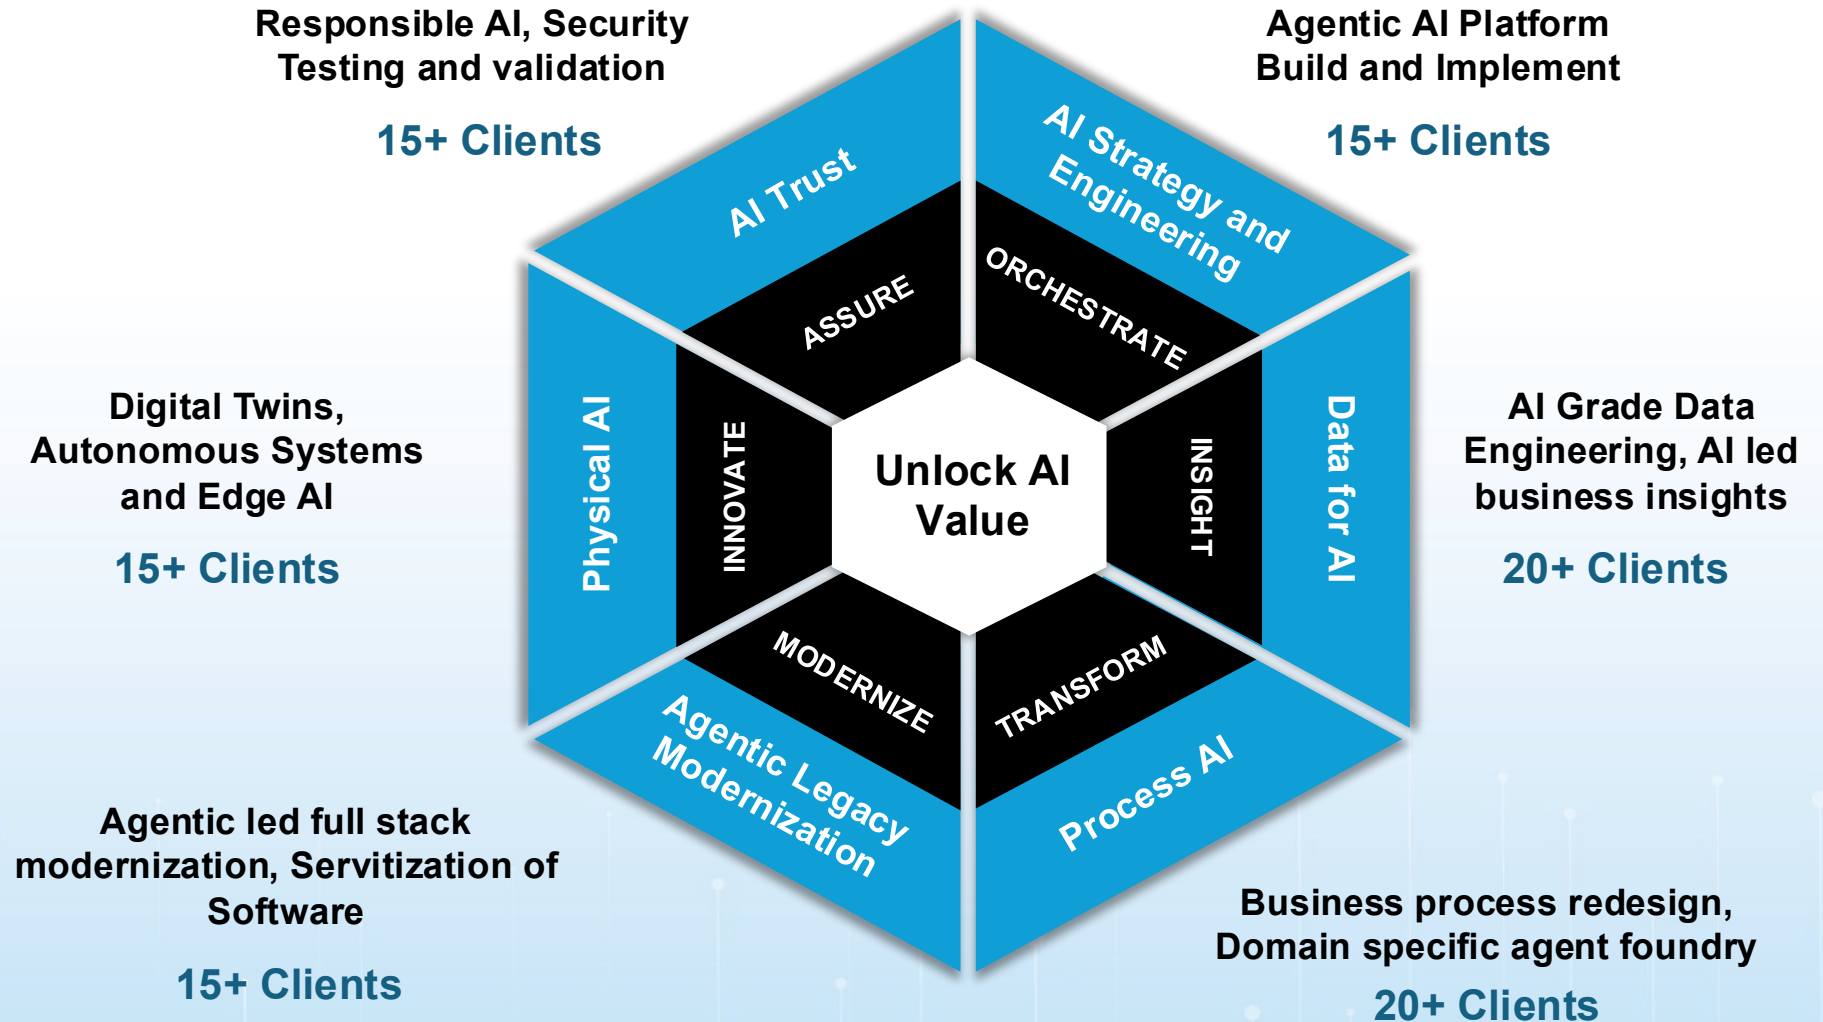 Responsible AI, Security
Testing and validation
15+ Clients
Agentic AI Platform
Build and Implement
15+ Clients
AI Trust
ASSURE
AI Strategy and
Engineering
ORCHESTRATE
Digital Twins,
Autonomous Systems
and Edge AI
15+ Clients
Physical AI
INNOVATE
Unlock AI
Value
INSIGHT
Data for AI
AI Grade Data
Engineering, AI led
business insights
20+ Clients
MODERNIZE
Agentic Legacy
Modernization
TRANSFORM
Process AI
Agentic led full stack
modernization, Servitization of
Software
15+ Clients
Business process redesign,
Domain specific agent foundry
20+ Clients